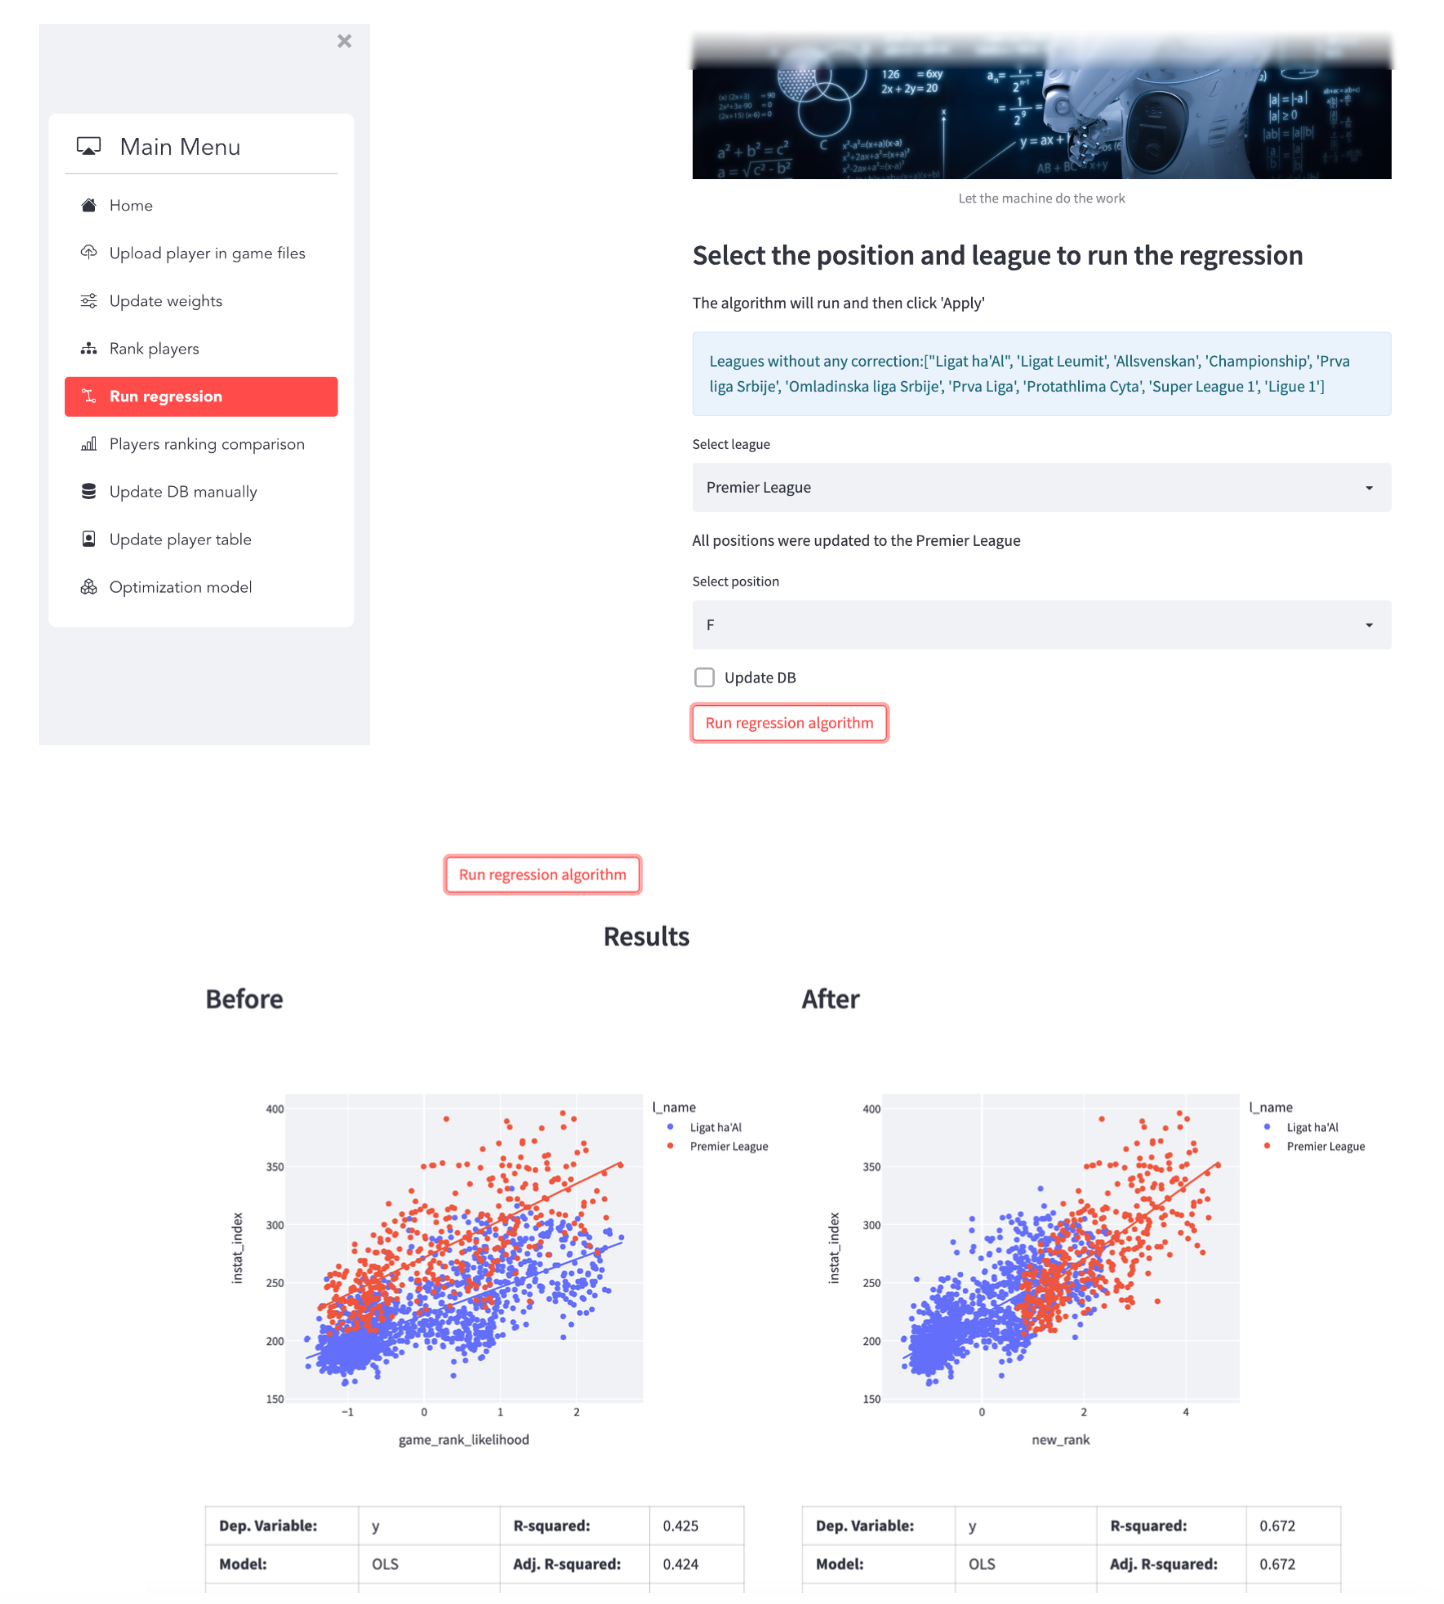 Main Menu
Home
Upload player in game files
Update weights
Rank players
Run regression
Players ranking comparison
Update DB manually
Update player table
Optimization model
126 = 6xy
2x + 2y= 20
a² + b² = c²
a = √c² - b²
C
y = ax +
|a|=|-a|
|a| ≥ 0
|ab| = |a||b|
Let the machine do the work
Select the position and league to run the regression
The algorithm will run and then click 'Apply'
Leagues without any correction:["Ligat ha'Al", 'Ligat Leumit', 'Allsvenskan', 'Championship', 'Prva
liga Srbije', 'Omladinska liga Srbije', 'Prva Liga', 'Protathlima Cyta', 'Super League 1', 'Ligue 1']
Select league
Premier League
All positions were updated to the Premier League
Select position
F
Update DB
Run regression algorithm
Run regression algorithm
Results
Before
400
350
300
250
200
150
instat_index
−1 0 1 2
game_rank_likelihood
l_name
Ligat ha'Al
Premier League
After
400
350
300
250
200
150
instat_index
0 2 4
new_rank
l_name
Ligat ha'Al
Premier League
Dep. Variable: y R-squared: 0.425
Model: OLS Adj. R-squared: 0.424
Dep. Variable: y R-squared: 0.672
Model: OLS Adj. R-squared: 0.672